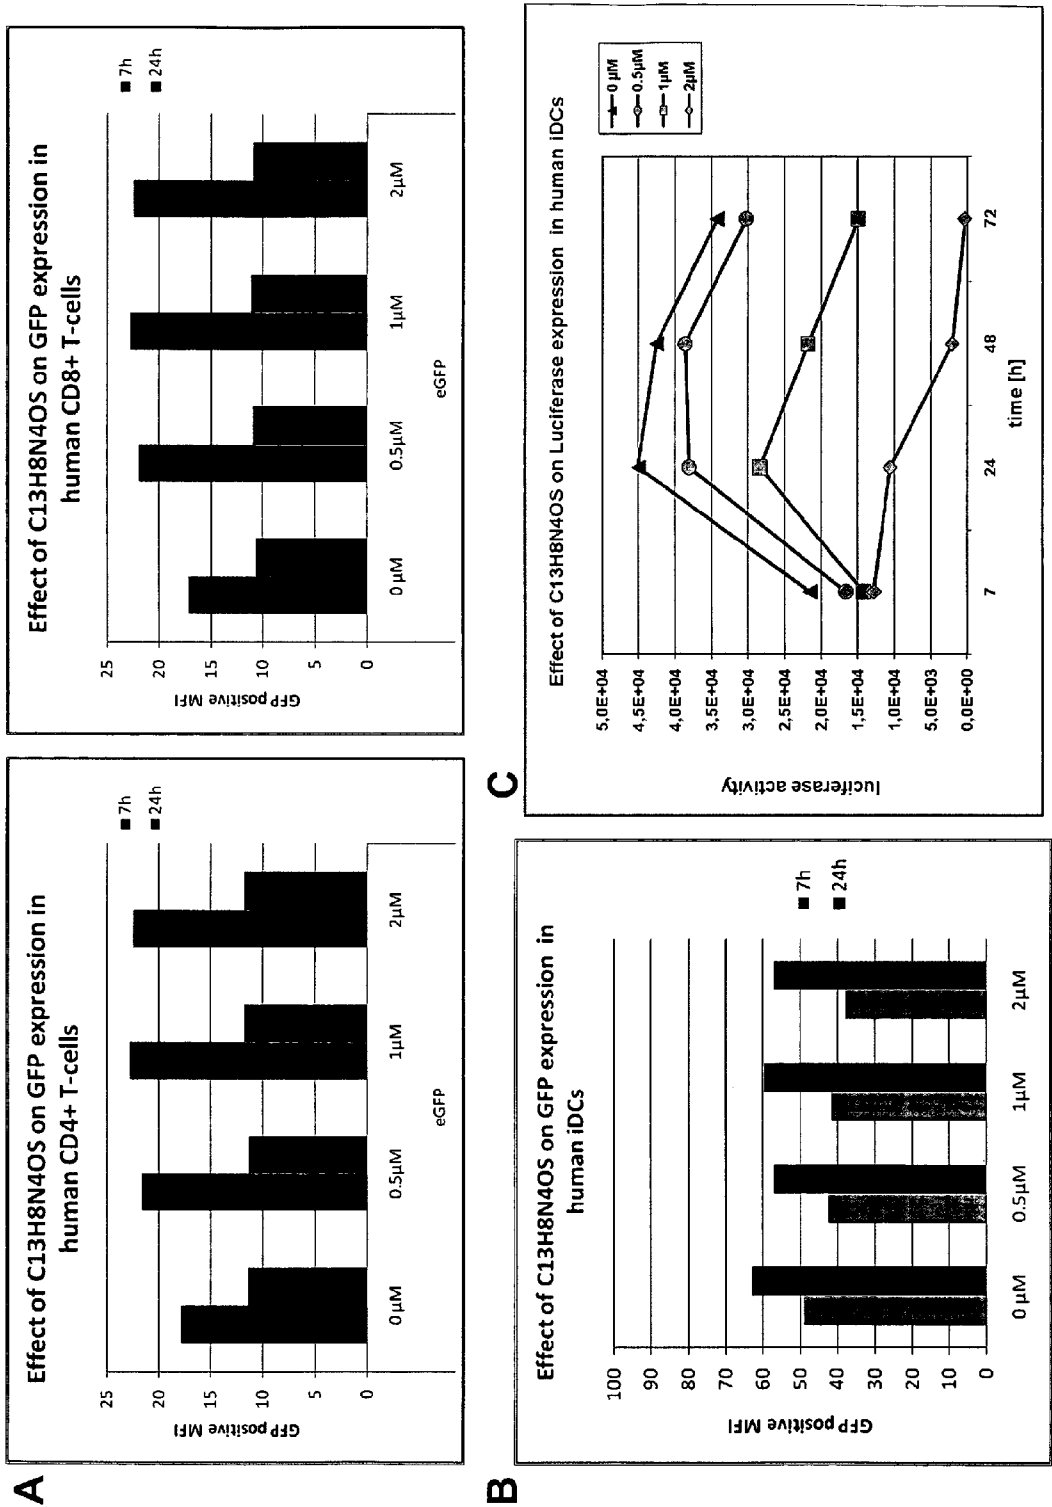 A
Effect of C13H8N4OS on GFP expression in
human CD4+ T-cells
GFP positive MFI
25
20
15
10
5
0
0 µM
0.5µM
1µM
2µM
eGFP
7h
24h
Effect of C13H8N4OS on GFP expression in
human CD8+ T-cells
GFP positive MFI
25
20
15
10
5
0
0 µM
0.5µM
1µM
2µM
eGFP
7h
24h
B
Effect of C13H8N4OS on GFP expression in
human iDCs
GFP positive MFI
100
90
80
70
60
50
40
30
20
10
0
0 µM
0.5µM
1µM
2µM
7h
24h
C
Effect of C13H8N4OS on Luciferase expression in human iDCs
luciferase activity
5,0E+04
4,5E+04
4,0E+04
3,5E+04
3,0E+04
2,5E+04
2,0E+04
1,5E+04
1,0E+04
5,0E+03
0,0E+00
7
24
48
72
time [h]
0 µM
0.5µM
1µM
2µM